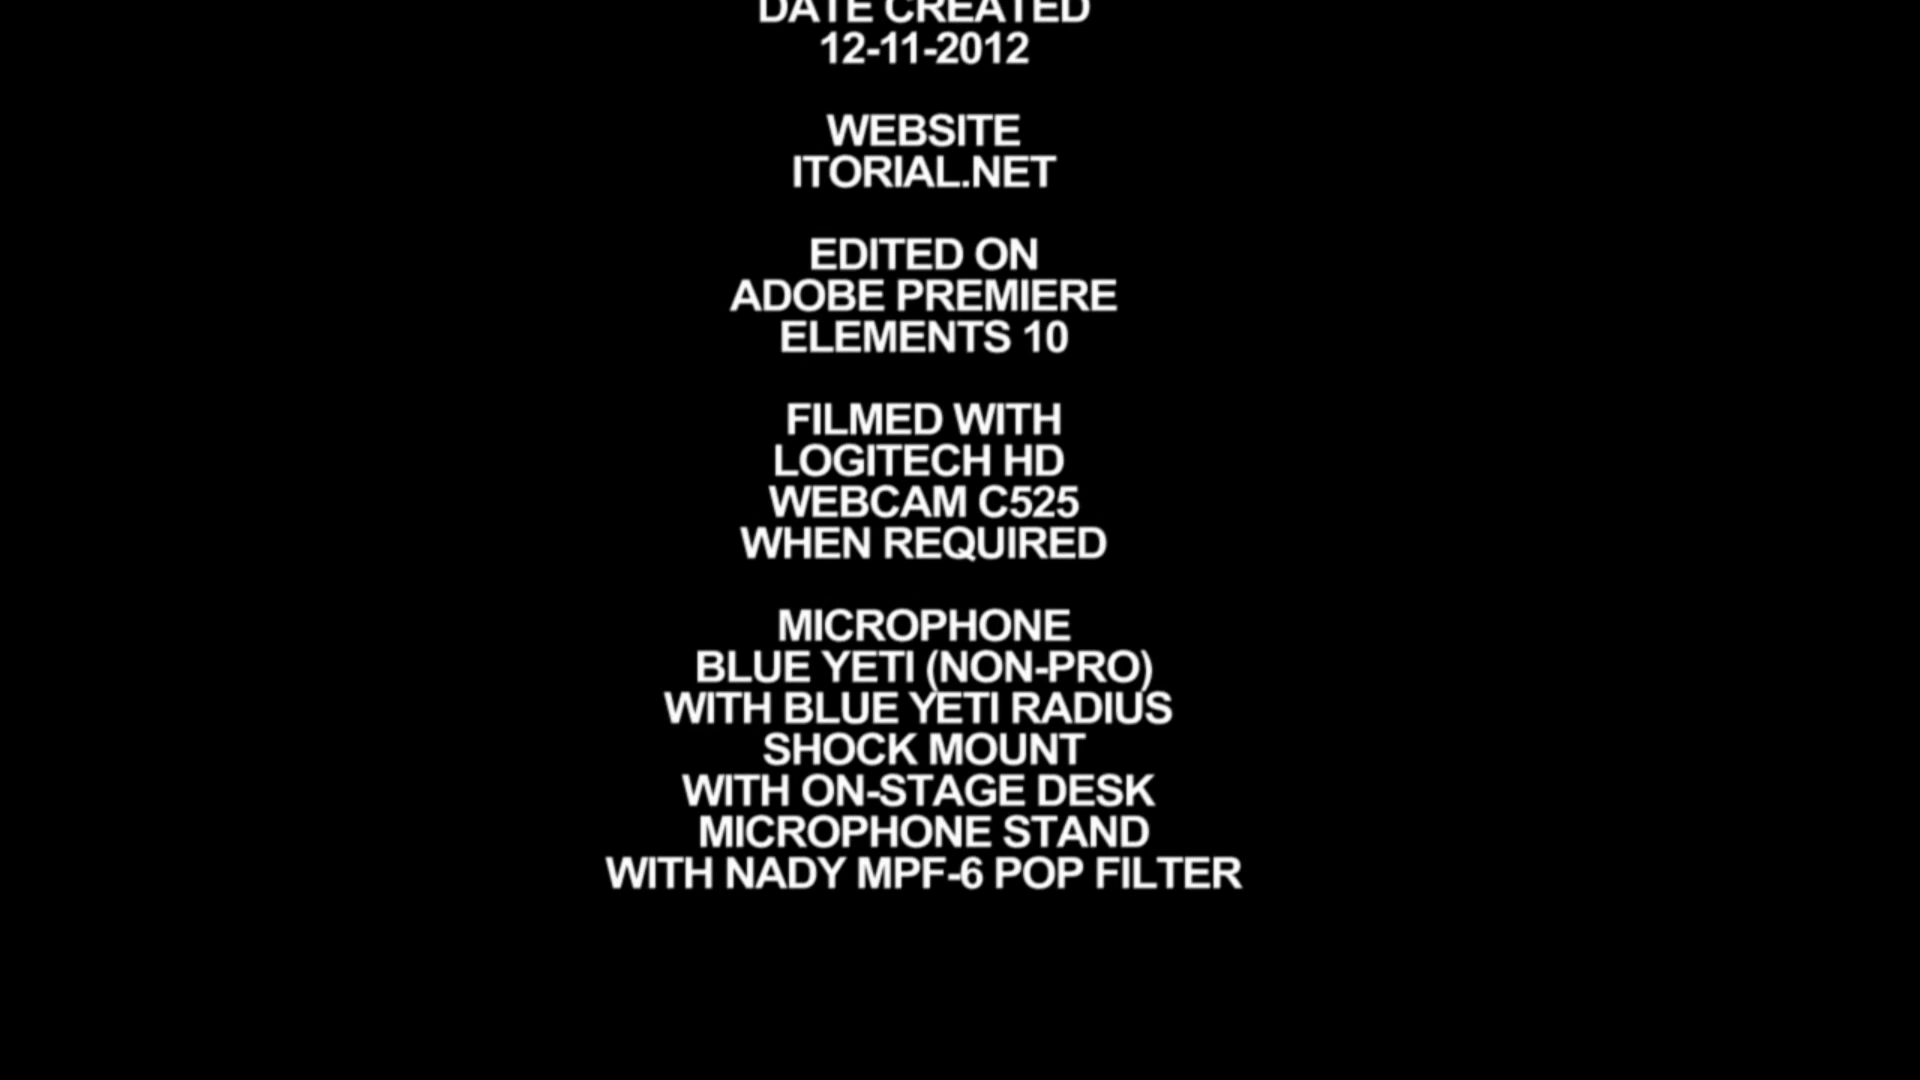 DATE CREATED
12-11-2012
WEBSITE
ITORIAL.NET
EDITED ON
ADOBE PREMIERE
ELEMENTS 10
FILMED WITH
LOGITECH HD
WEBCAM C525
WHEN REQUIRED
MICROPHONE
BLUE YETI (NON-PRO)
WITH BLUE YETI RADIUS
SHOCK MOUNT
WITH ON-STAGE DESK
MICROPHONE STAND
WITH NADY MPF-6 POP FILTER